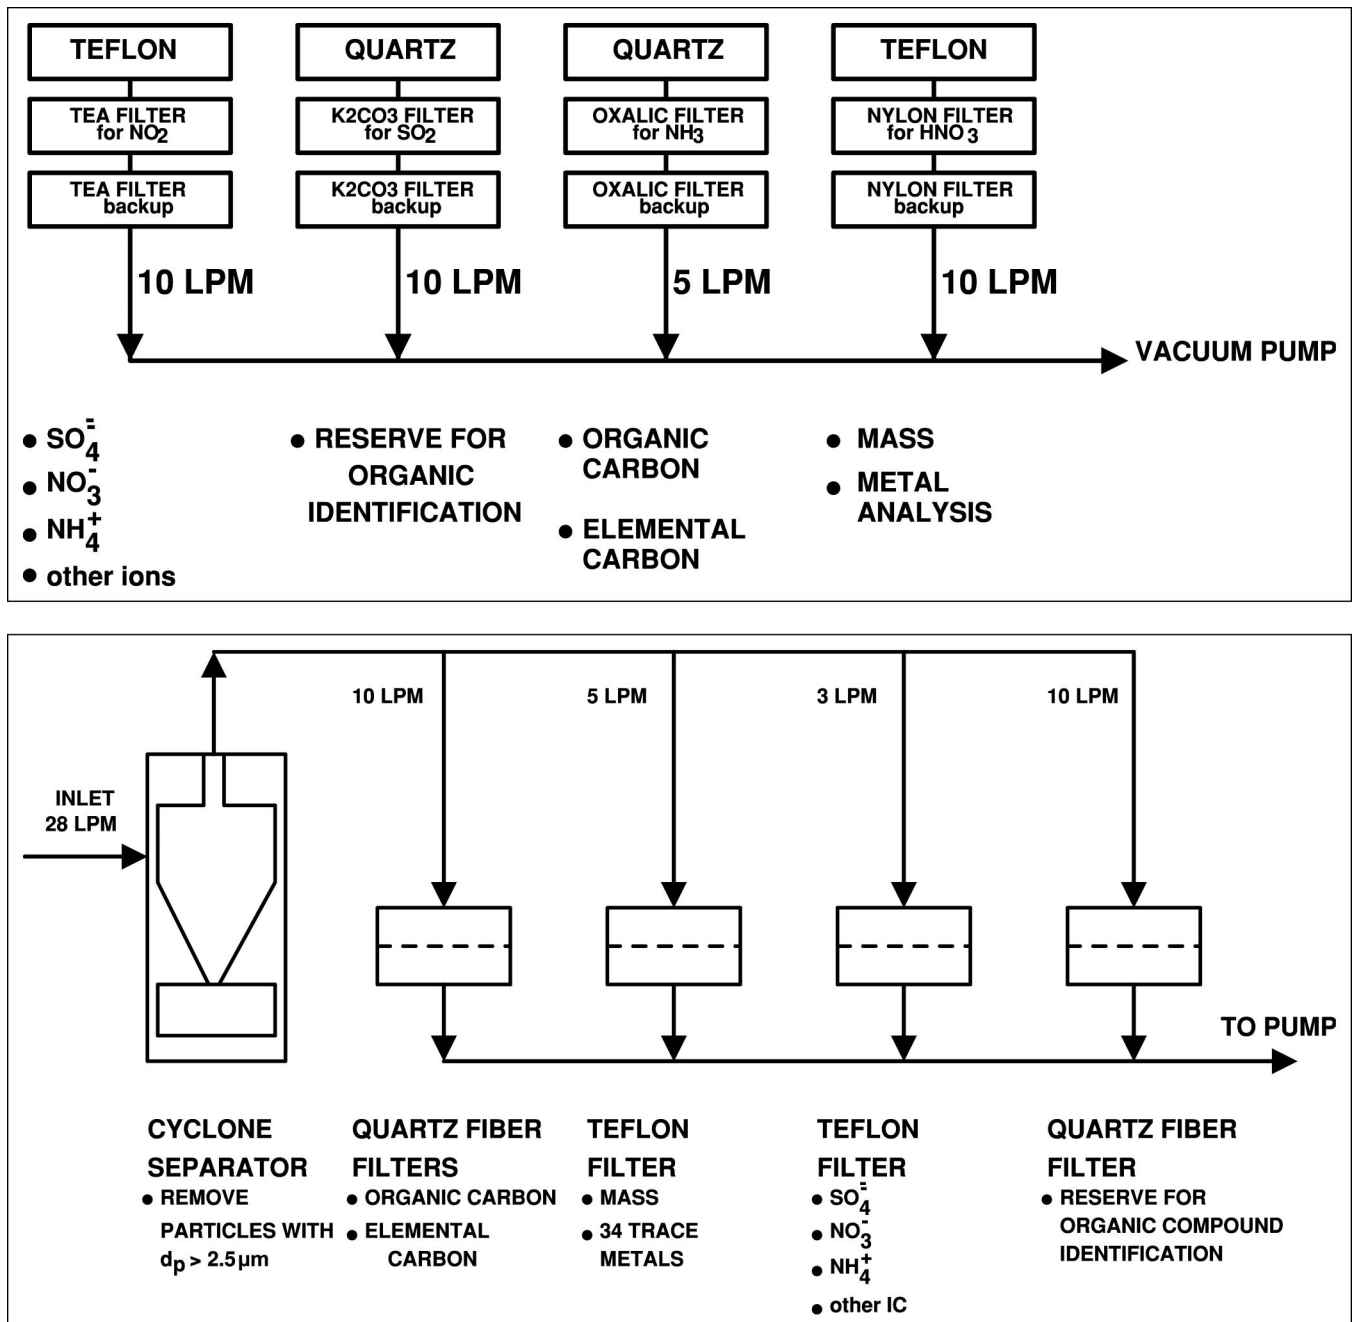 TEFLON
TEA FILTER
for NO2
TEA FILTER
backup
10 LPM
QUARTZ
K2CO3 FILTER
for SO2
K2CO3 FILTER
backup
10 LPM
QUARTZ
OXALIC FILTER
for NH3
OXALIC FILTER
backup
5 LPM
TEFLON
NYLON FILTER
for HNO3
NYLON FILTER
backup
10 LPM
VACUUM PUMP
• SO4=
• NO3-
• NH4+
• other ions
• RESERVE FOR
ORGANIC
IDENTIFICATION
• ORGANIC
CARBON
• ELEMENTAL
CARBON
• MASS
• METAL
ANALYSIS
INLET
28 LPM
10 LPM
5 LPM
3 LPM
10 LPM
TO PUMP
CYCLONE
SEPARATOR
• REMOVE
PARTICLES WITH
dp > 2.5µm
QUARTZ FIBER
FILTERS
• ORGANIC CARBON
• ELEMENTAL
CARBON
TEFLON
FILTER
• MASS
• 34 TRACE
METALS
TEFLON
FILTER
• SO4=
• NO3-
• NH4+
• other IC
QUARTZ FIBER
FILTER
• RESERVE FOR
ORGANIC COMPOUND
IDENTIFICATION